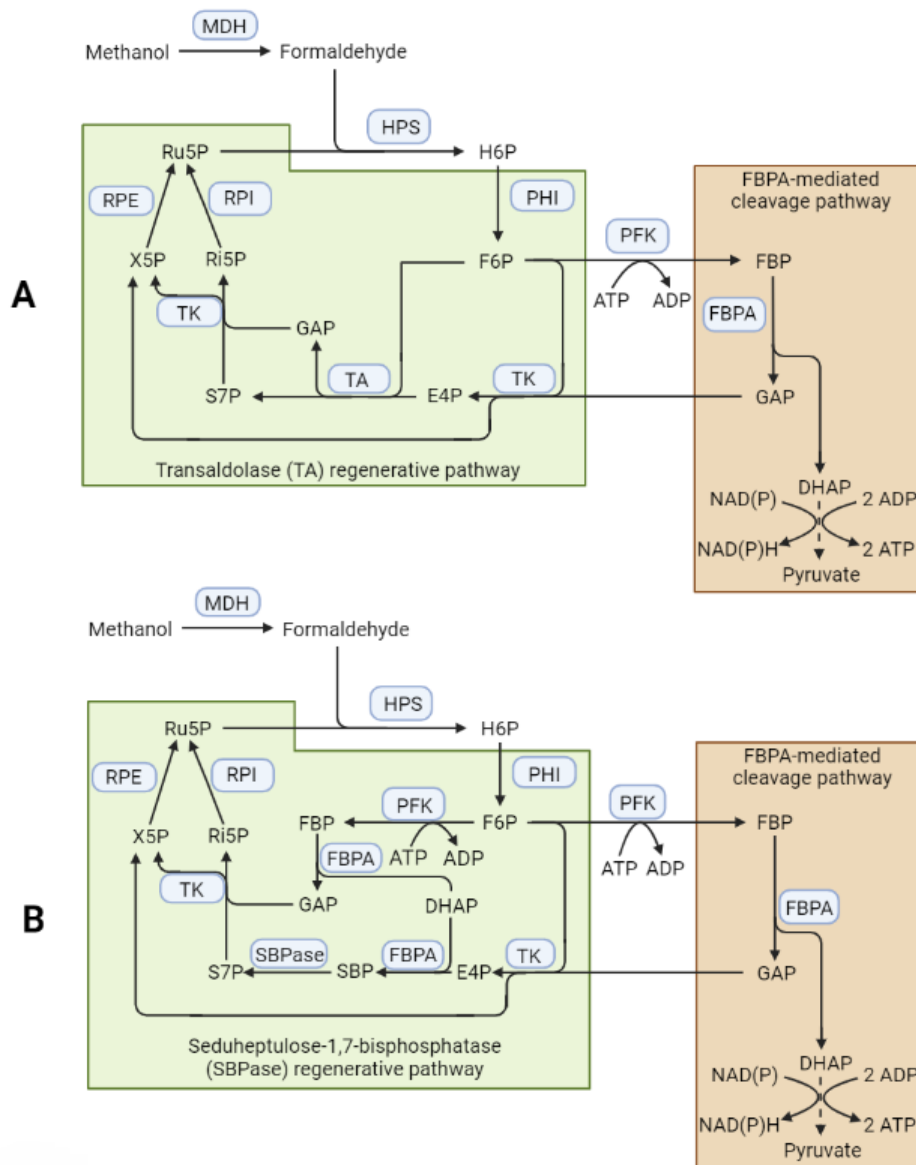 MDH
Methanol
Formaldehyde
HPS
Ru5P
H6P
FBPA-mediated
cleavage pathway
RPE
RPI
PHI
PFK
X5P
Ri5P
F6P
FBP
A
ATP
ADP
TK
GAP
FBPA
TA
TK
S7P
E4P
GAP
Transaldolase (TA) regenerative pathway
DHAP
NAD(P)
2 ADP
NAD(P)H
2 ATP
Pyruvate
MDH
Methanol
Formaldehyde
HPS
Ru5P
H6P
FBPA-mediated
cleavage pathway
RPE
RPI
PHI
PFK
PFK
X5P
Ri5P
FBP
F6P
FBP
ATP
ADP
ATP
ADP
FBPA
TK
GAP
DHAP
FBPA
B
SBPase
FBPA
TK
S7P
SBP
E4P
GAP
Seduheptulose-1,7-bisphosphatase
(SBPase) regenerative pathway
DHAP
NAD(P)
2 ADP
NAD(P)H
2 ATP
Pyruvate